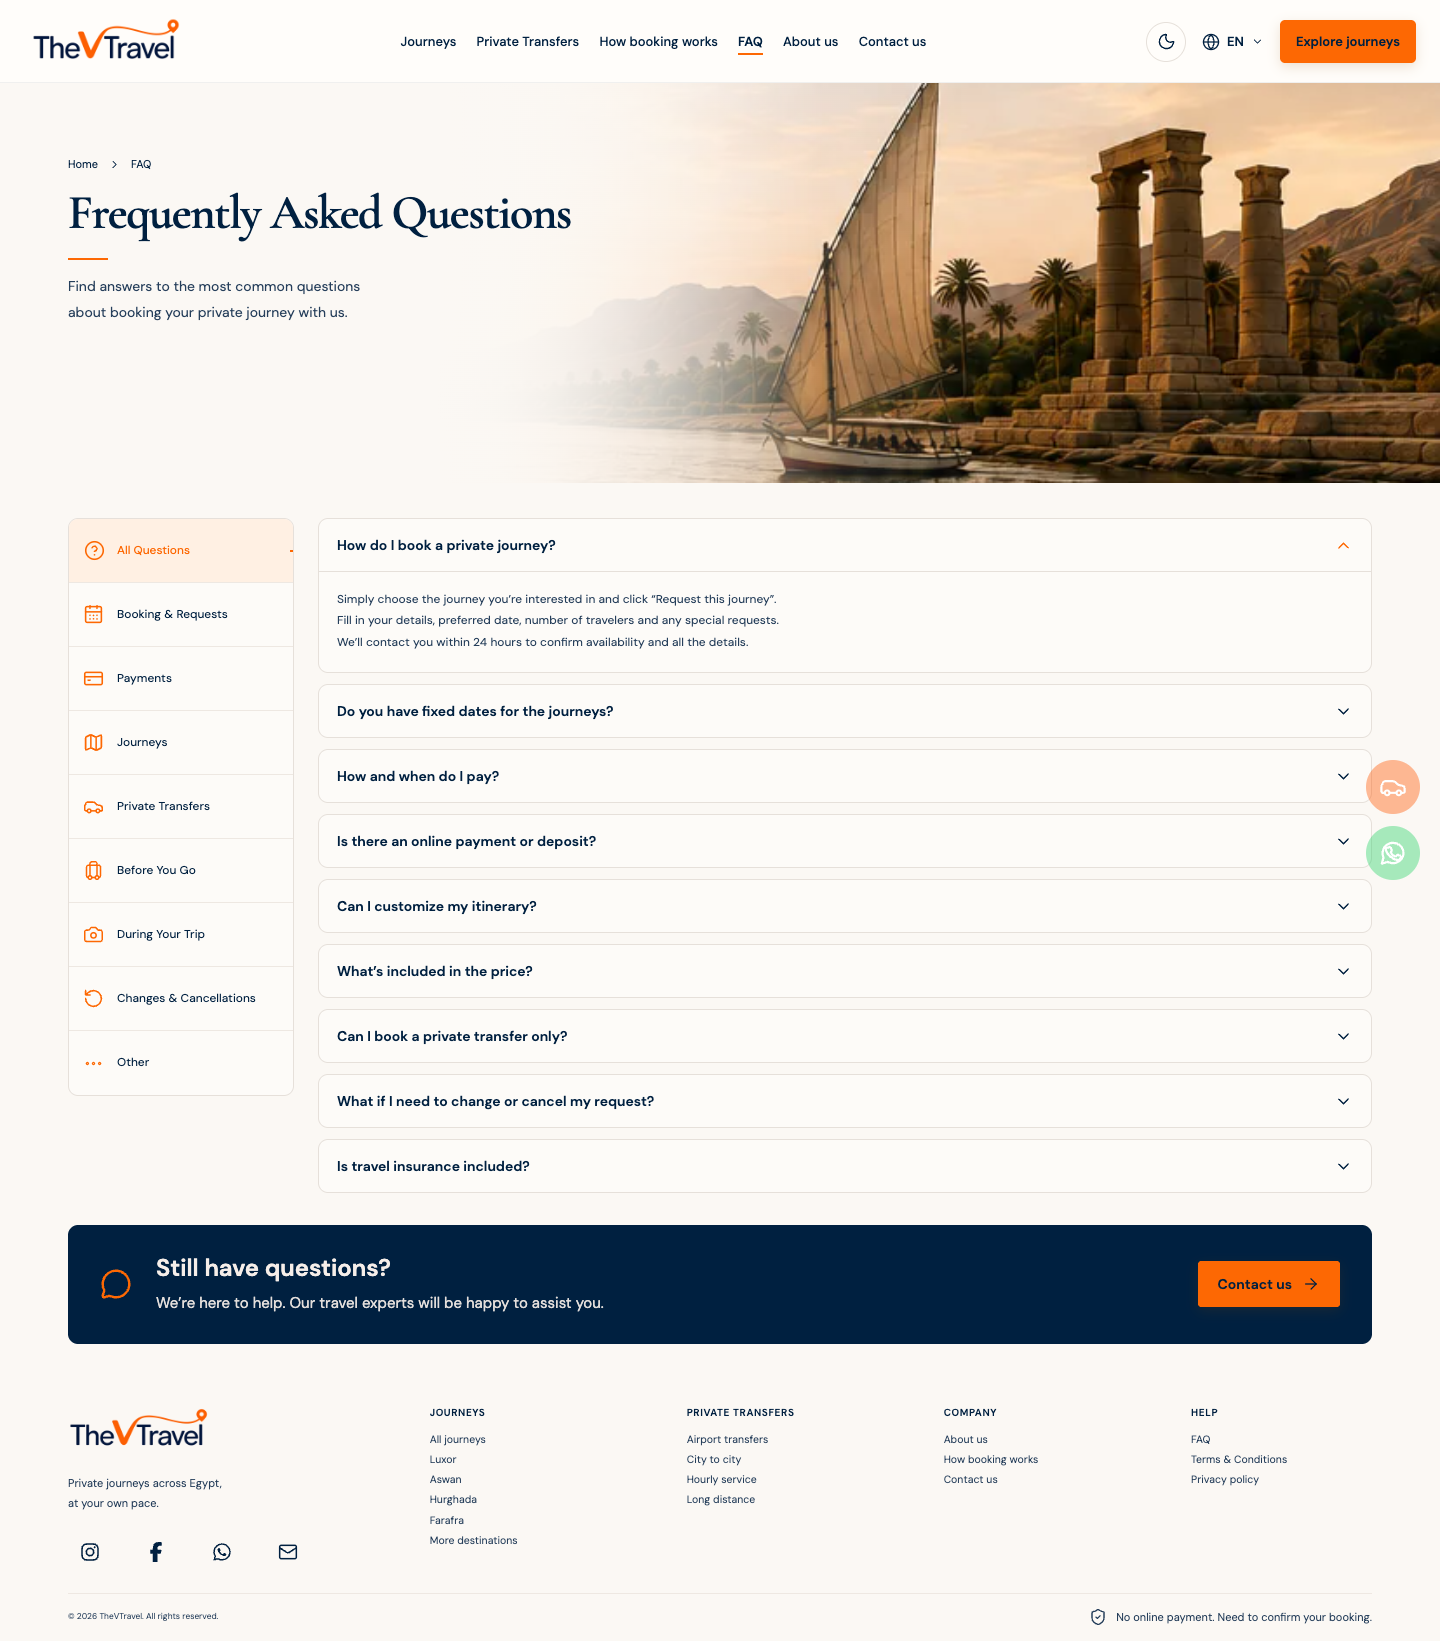 TheVTravel
Journeys
Private Transfers
How booking works
FAQ
About us
Contact us
EN
Explore journeys
Home
FAQ
Frequently Asked Questions
Find answers to the most common questions
about booking your private journey with us.
All Questions
Booking & Requests
Payments
Journeys
Private Transfers
Before You Go
During Your Trip
Changes & Cancellations
Other
How do I book a private journey?
Simply choose the journey you’re interested in and click “Request this journey”.
Fill in your details, preferred date, number of travelers and any special requests.
We’ll contact you within 24 hours to confirm availability and all the details.
Do you have fixed dates for the journeys?
How and when do I pay?
Is there an online payment or deposit?
Can I customize my itinerary?
What’s included in the price?
Can I book a private transfer only?
What if I need to change or cancel my request?
Is travel insurance included?
Still have questions?
We’re here to help. Our travel experts will be happy to assist you.
Contact us
TheVTravel
Private journeys across Egypt,
at your own pace.
JOURNEYS
All journeys
Luxor
Aswan
Hurghada
Farafra
More destinations
PRIVATE TRANSFERS
Airport transfers
City to city
Hourly service
Long distance
COMPANY
About us
How booking works
Contact us
HELP
FAQ
Terms & Conditions
Privacy policy
© 2026 TheVTravel. All rights reserved.
No online payment. Need to confirm your booking.